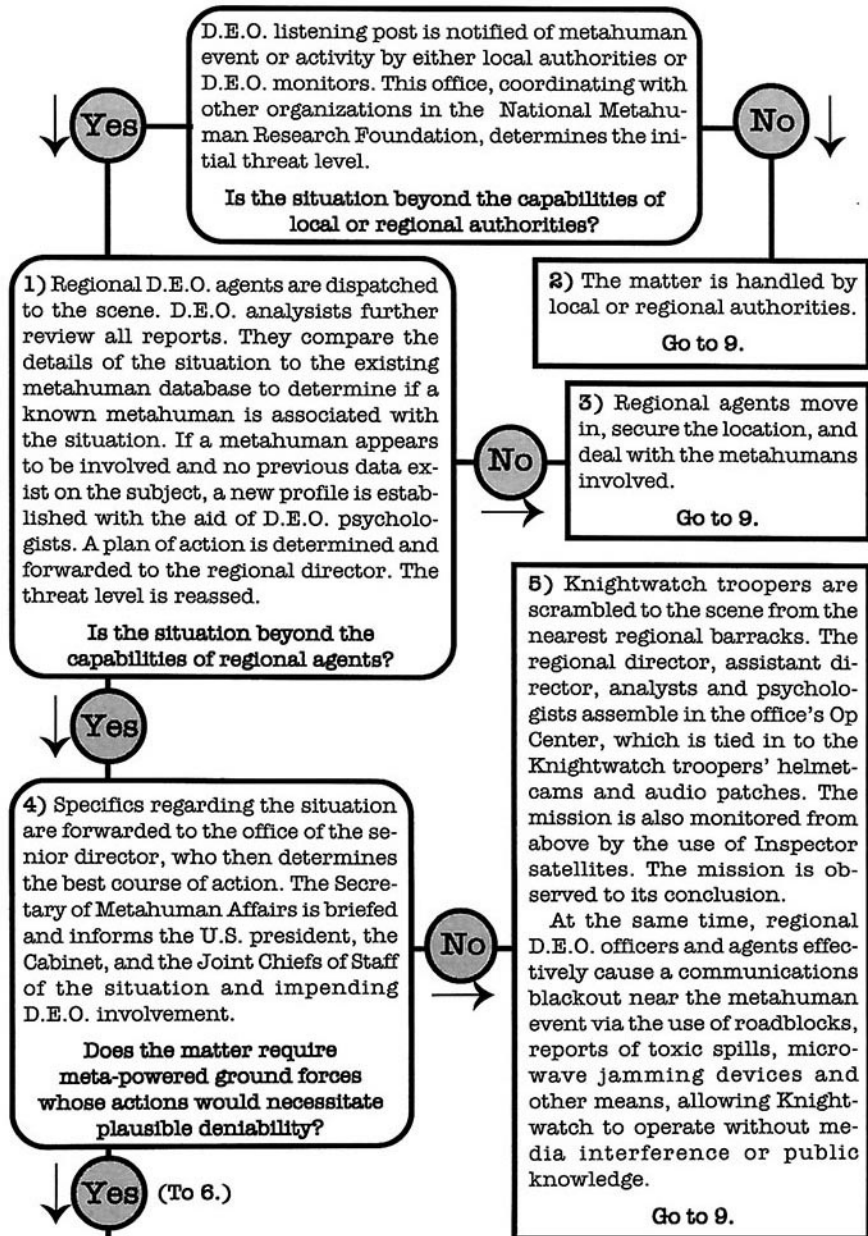 D.E.O. listening post is notified of metahuman
event or activity by either local authorities or
D.E.O. monitors. This office, coordinating with
other organizations in the National Metahu-
man Research Foundation, determines the ini-
tial threat level.
Is the situation beyond the capabilities of
local or regional authorities?
Yes
No
1) Regional D.E.O. agents are dispatched
to the scene. D.E.O. analysists further
review all reports. They compare the
details of the situation to the existing
metahuman database to determine if a
known metahuman is associated with
the situation. If a metahuman appears
to be involved and no previous data ex-
ist on the subject, a new profile is estab-
lished with the aid of D.E.O. psycholo-
gists. A plan of action is determined and
forwarded to the regional director. The
threat level is reassed.
Is the situation beyond the
capabilities of regional agents?
2) The matter is handled by
local or regional authorities.
Go to 9.
No
3) Regional agents move
in, secure the location, and
deal with the metahumans
involved.
Go to 9.
Yes
4) Specifics regarding the situation
are forwarded to the office of the se-
nior director, who then determines
the best course of action. The Secre-
tary of Metahuman Affairs is briefed
and informs the U.S. president, the
Cabinet, and the Joint Chiefs of Staff
of the situation and impending
D.E.O. involvement.
Does the matter require
meta-powered ground forces
whose actions would necessitate
plausible deniability?
No
5) Knightwatch troopers are
scrambled to the scene from the
nearest regional barracks. The
regional director, assistant di-
rector, analysts and psycholo-
gists assemble in the office's Op
Center, which is tied in to the
Knightwatch troopers' helmet-
cams and audio patches. The
mission is also monitored from
above by the use of Inspector
satellites. The mission is ob-
served to its conclusion.
At the same time, regional
D.E.O. officers and agents effec-
tively cause a communications
blackout near the metahuman
event via the use of roadblocks,
reports of toxic spills, micro-
wave jamming devices and
other means, allowing Knight-
watch to operate without me-
dia interference or public
knowledge.
Go to 9.
Yes (To 6.)